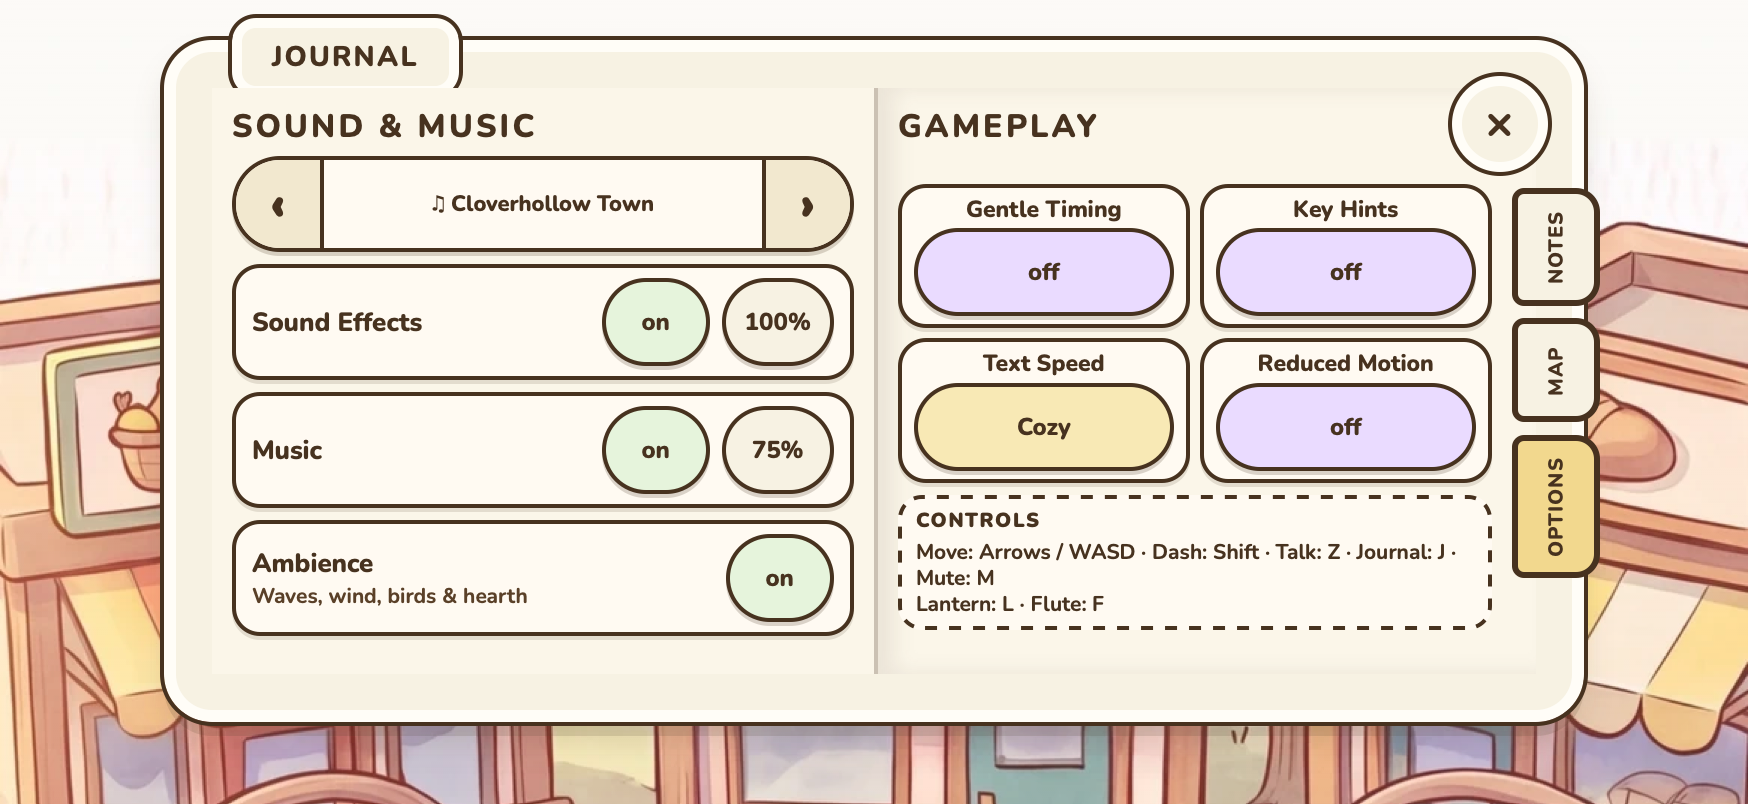 JOURNAL
SOUND & MUSIC
‹
♫ Cloverhollow Town
›
Sound Effects
on
100%
Music
on
75%
Ambience
Waves, wind, birds & hearth
on
GAMEPLAY
✕
Gentle Timing
off
Key Hints
off
Text Speed
Cozy
Reduced Motion
off
CONTROLS
Move: Arrows / WASD · Dash: Shift · Talk: Z · Journal: J ·
Mute: M
Lantern: L · Flute: F
NOTES
MAP
OPTIONS